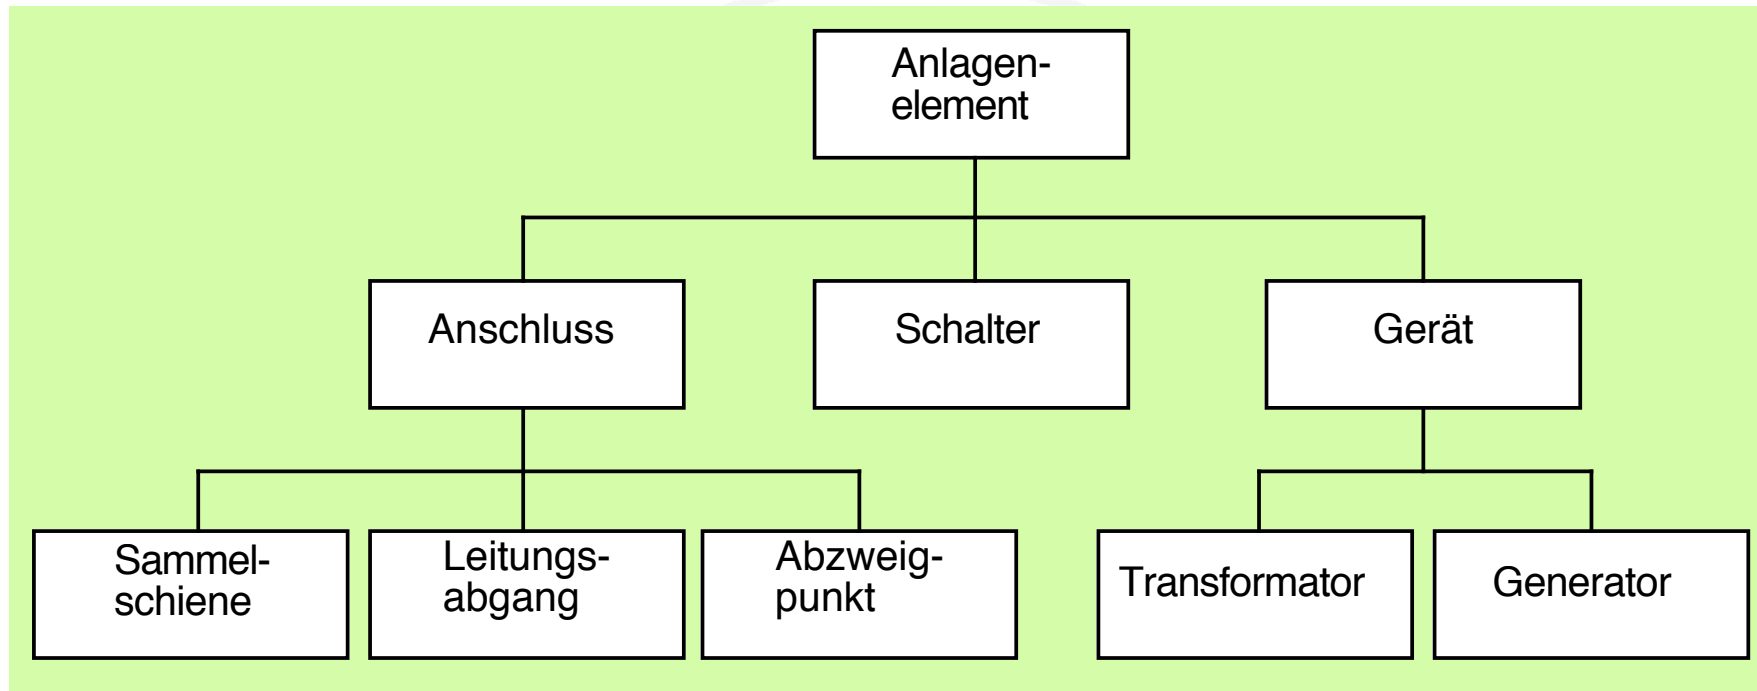 Anlagen-
element
Anschluss
Schalter
Gerät
Sammel-
schiene
Leitungs-
abgang
Abzweig-
punkt
Transformator
Generator